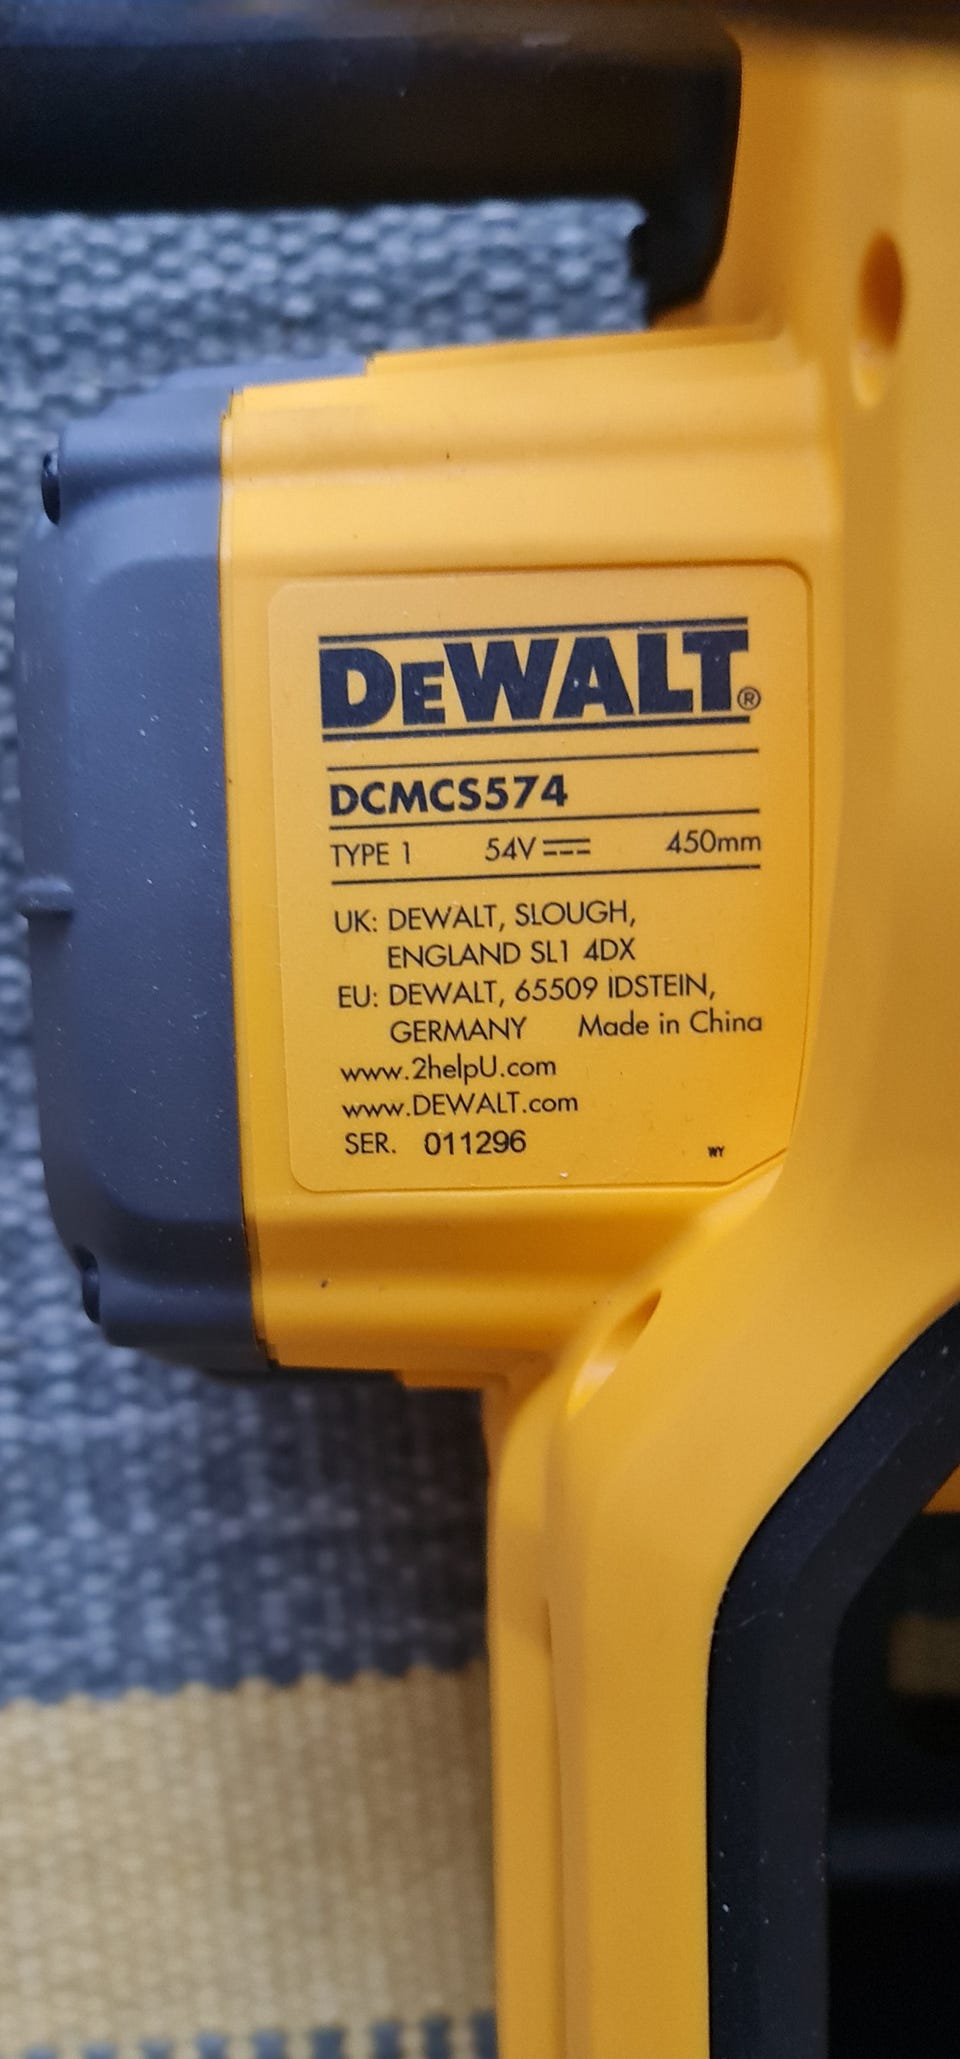 DEWALT®
DCMCS574
TYPE 1 54V 450mm
UK: DEWALT, SLOUGH,
ENGLAND SL1 4DX
EU: DEWALT, 65509 IDSTEIN,
GERMANY Made in China
www.2helpU.com
www.DEWALT.com
SER. 011296
WY